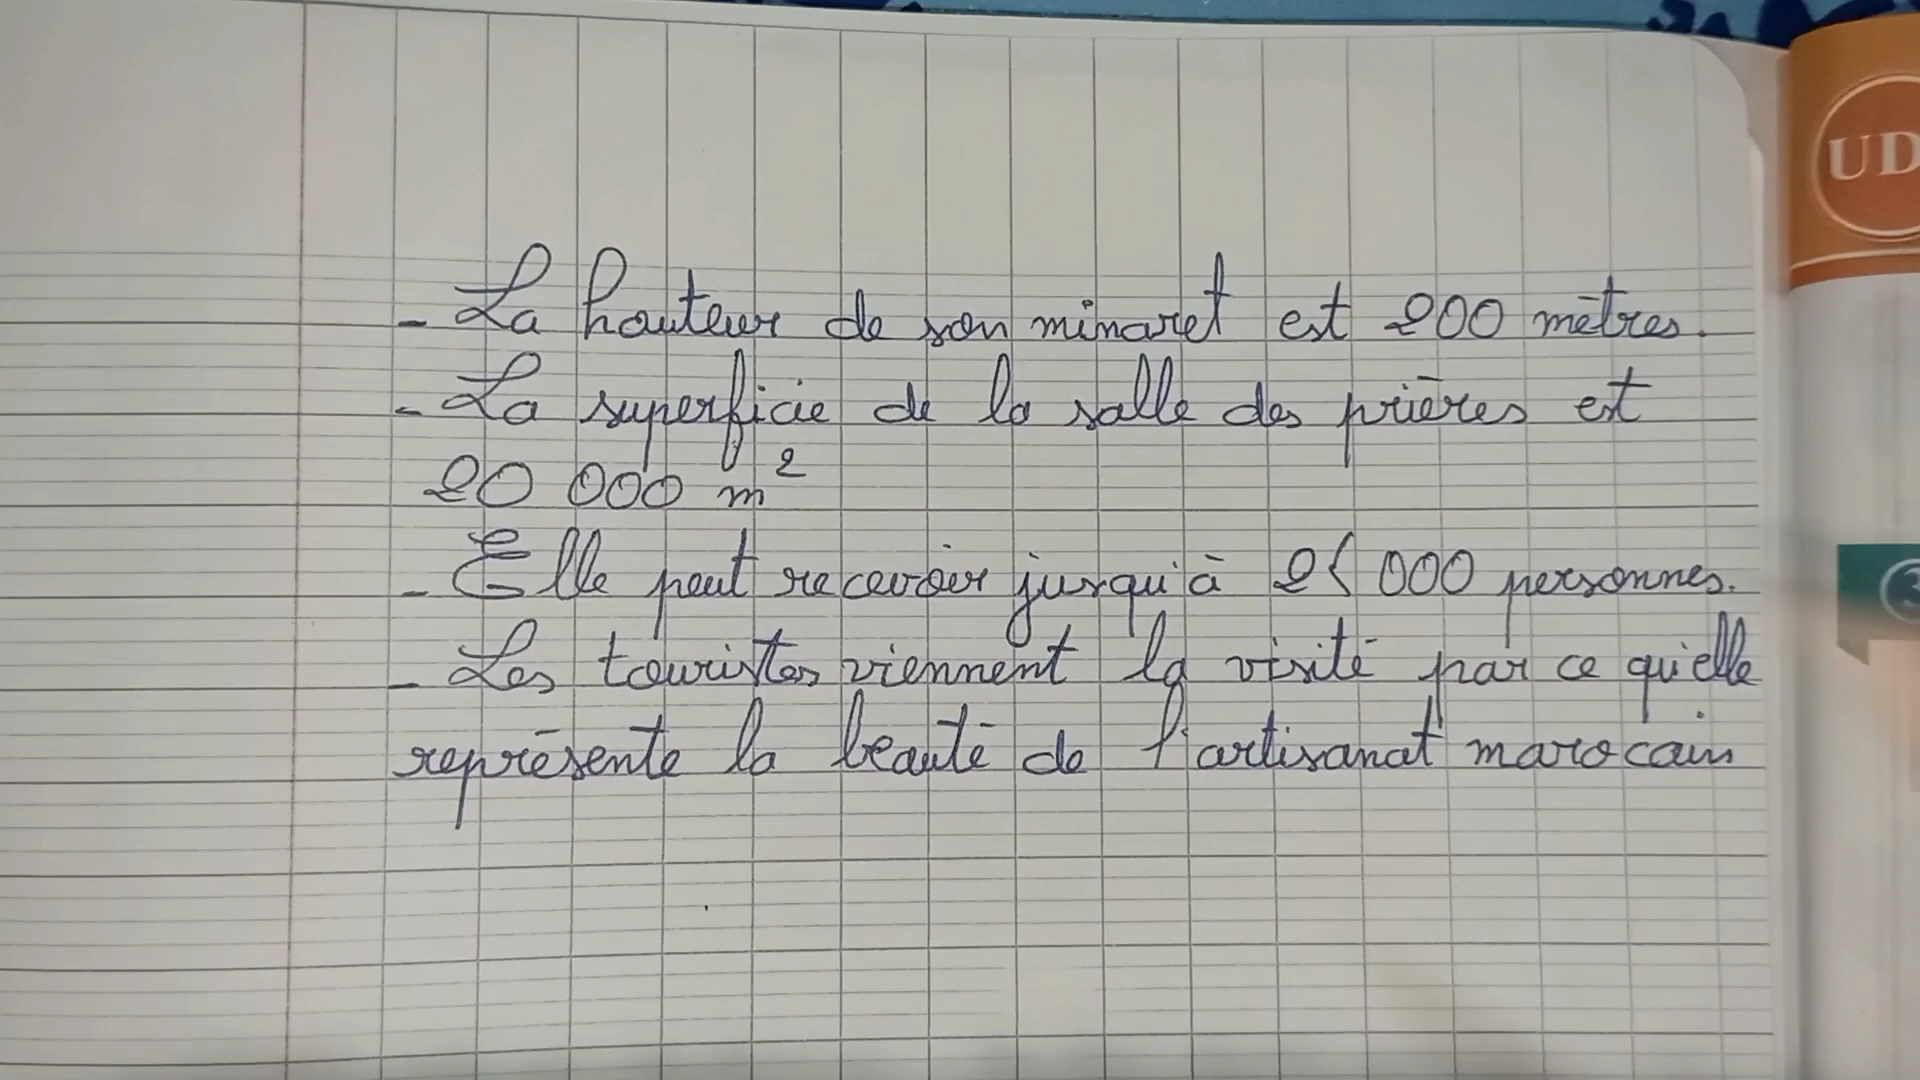 UD
- La hauteur de son minaret est 200 mètres.
- La superficie de la salle des prières est
20 000 m²
- Elle peut recevoir jusqu'à 25 000 personnes.
- Les touristes viennent la visité par ce qu'elle
représente la beauté de l'artisanat marocain
3